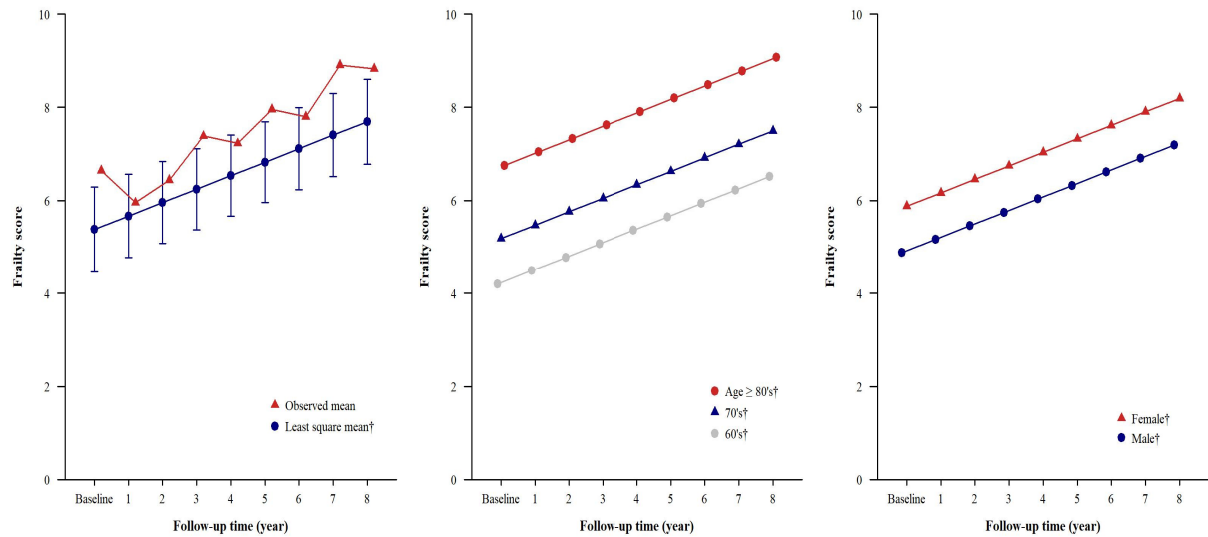 10
8
6
4
2
0
Frailty score
Observed mean
Least square mean†
Baseline 1 2 3 4 5 6 7 8
Follow-up time (year)
10
8
6
4
2
0
Frailty score
Age ≥ 80's†
70's†
60's†
Baseline 1 2 3 4 5 6 7 8
Follow-up time (year)
10
8
6
4
2
0
Frailty score
Female†
Male†
Baseline 1 2 3 4 5 6 7 8
Follow-up time (year)